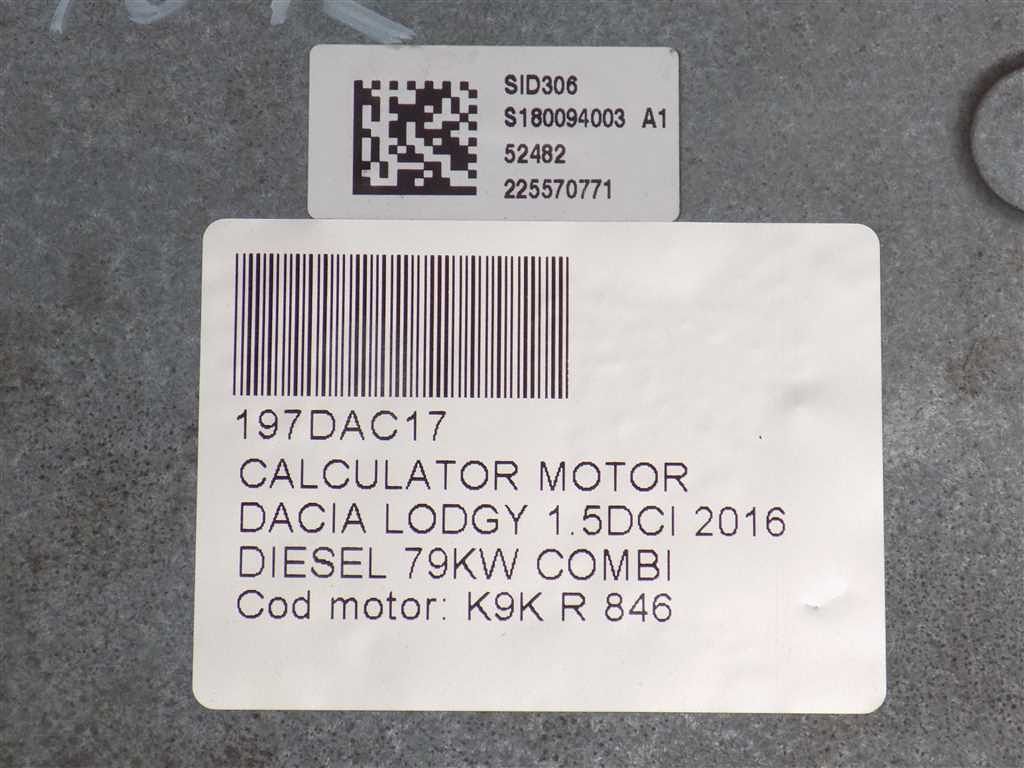 SID306
S180094003 A1
52482
225570771
197DAC17
CALCULATOR MOTOR
DACIA LODGY 1.5DCI 2016
DIESEL 79KW COMBI
Cod motor: K9K R 846